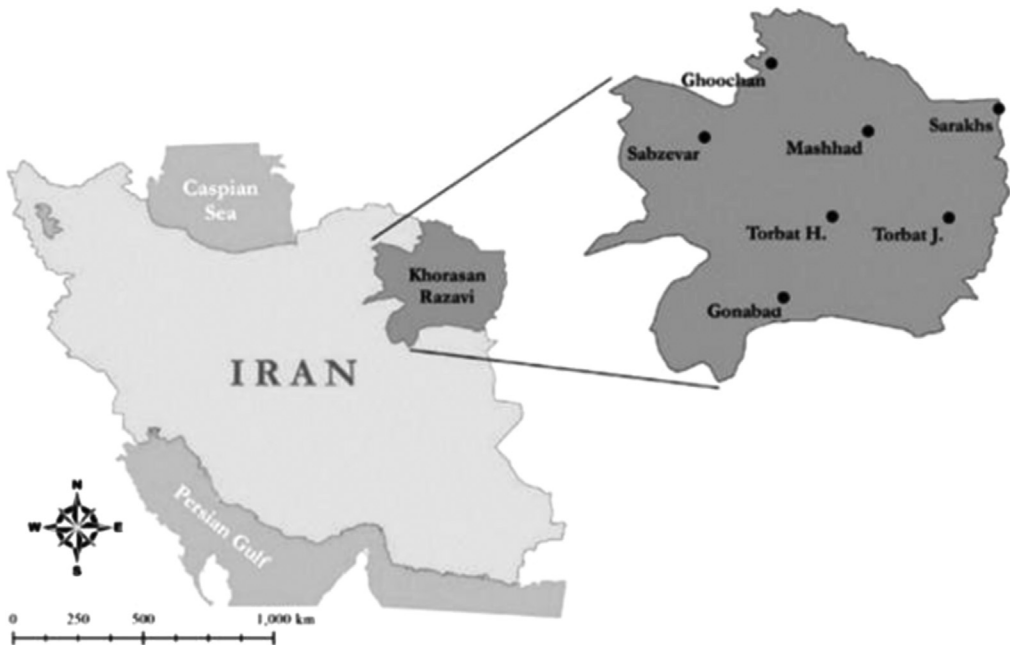 Ghoochan
Sarakhs
Mashhad
Sabzevar
Caspian
Sea
Torbat H.
Torbat J.
Khorasan
Razavi
Gonabad
IRAN
Persian Gulf
N
W
E
S
0 250 500 1,000 km